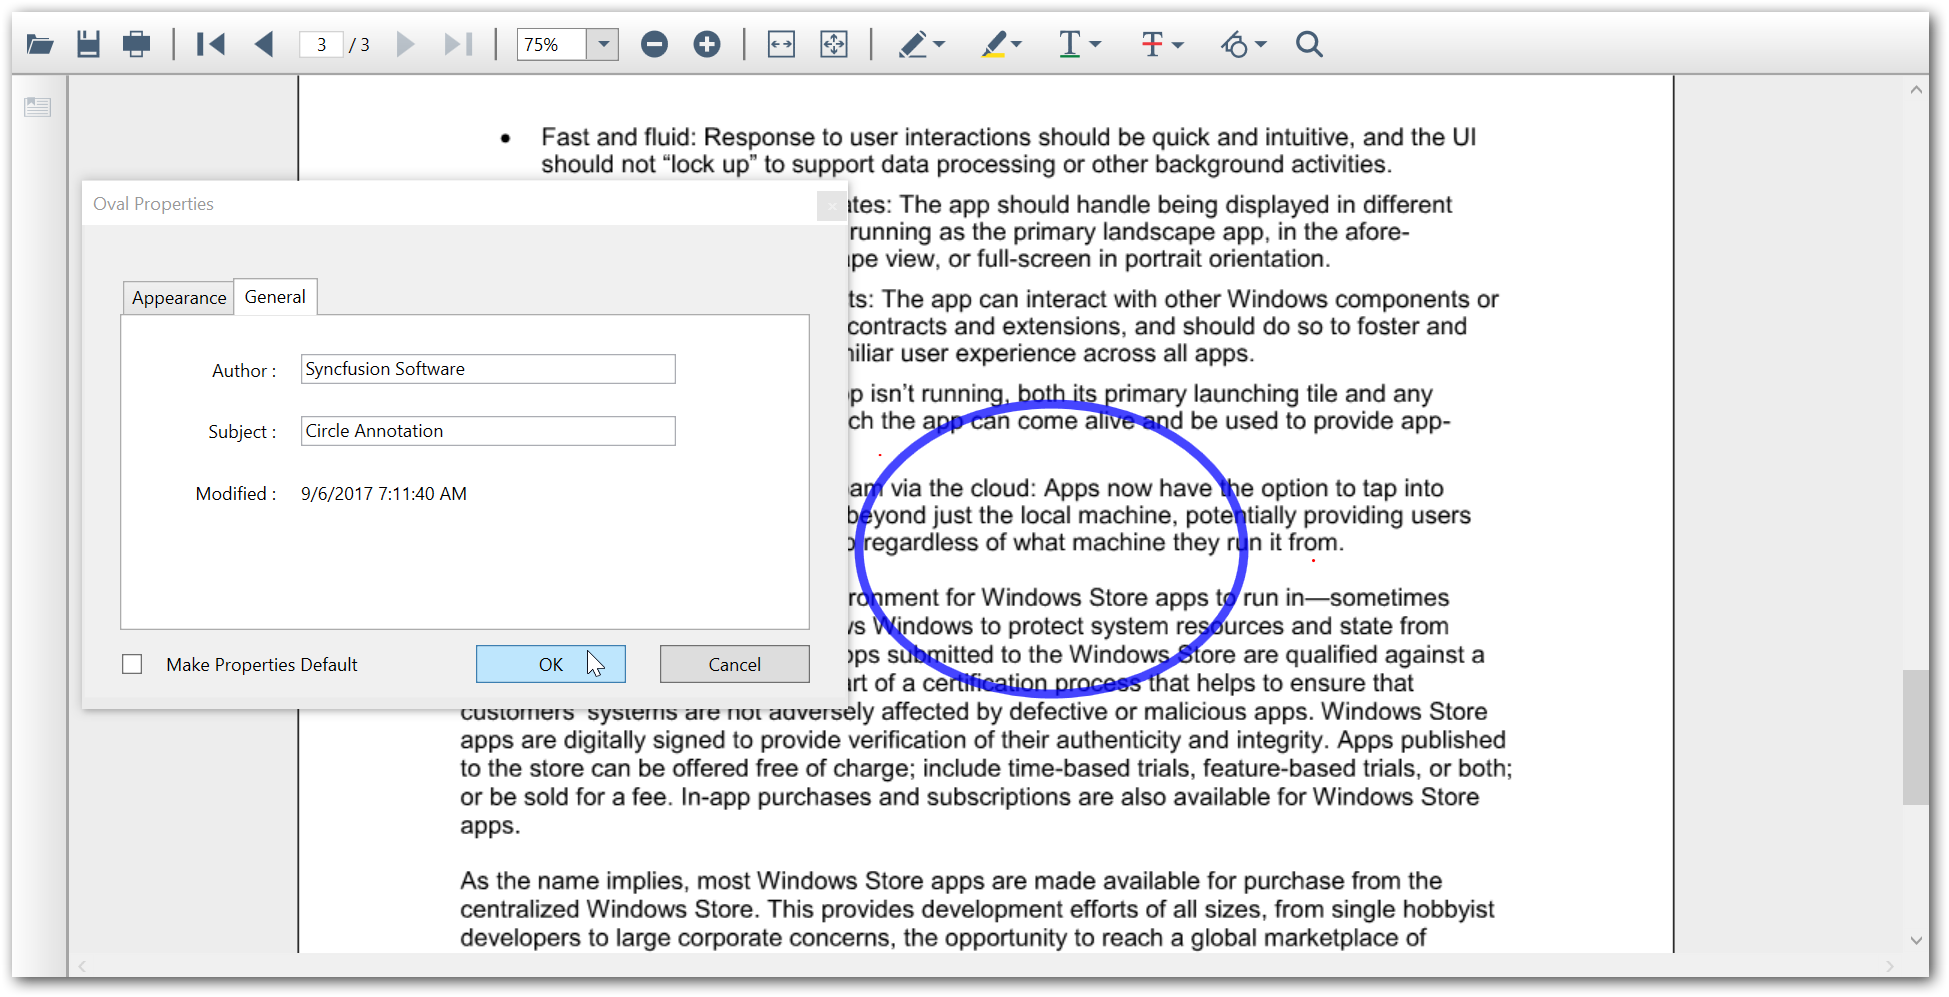 3 / 3
75%
• Fast and fluid: Response to user interactions should be quick and intuitive, and the UI
should not “lock up” to support data processing or other background activities.
Oval Properties
The app should handle being displayed in different
running as the primary landscape app, in the afore-
view, or full-screen in portrait orientation.
Appearance
General
The app can interact with other Windows components or
contracts and extensions, and should do so to foster and
user experience across all apps.
Author :
Syncfusion Software
isn’t running, both its primary launching tile and any
the app can come alive and be used to provide app-
Subject :
Circle Annotation
Modified :
9/6/2017 7:11:40 AM
via the cloud: Apps now have the option to tap into
beyond just the local machine, potentially providing users
regardless of what machine they run it from.
for Windows Store apps to run in—sometimes
Windows to protect system resources and state from
submitted to the Windows Store are qualified against a
of a certification process that helps to ensure that
Make Properties Default
OK
Cancel
customers’ systems are not adversely affected by defective or malicious apps. Windows Store
apps are digitally signed to provide verification of their authenticity and integrity. Apps published
to the store can be offered free of charge; include time-based trials, feature-based trials, or both;
or be sold for a fee. In-app purchases and subscriptions are also available for Windows Store
apps.
As the name implies, most Windows Store apps are made available for purchase from the
centralized Windows Store. This provides development efforts of all sizes, from single hobbyist
developers to large corporate concerns, the opportunity to reach a global marketplace of